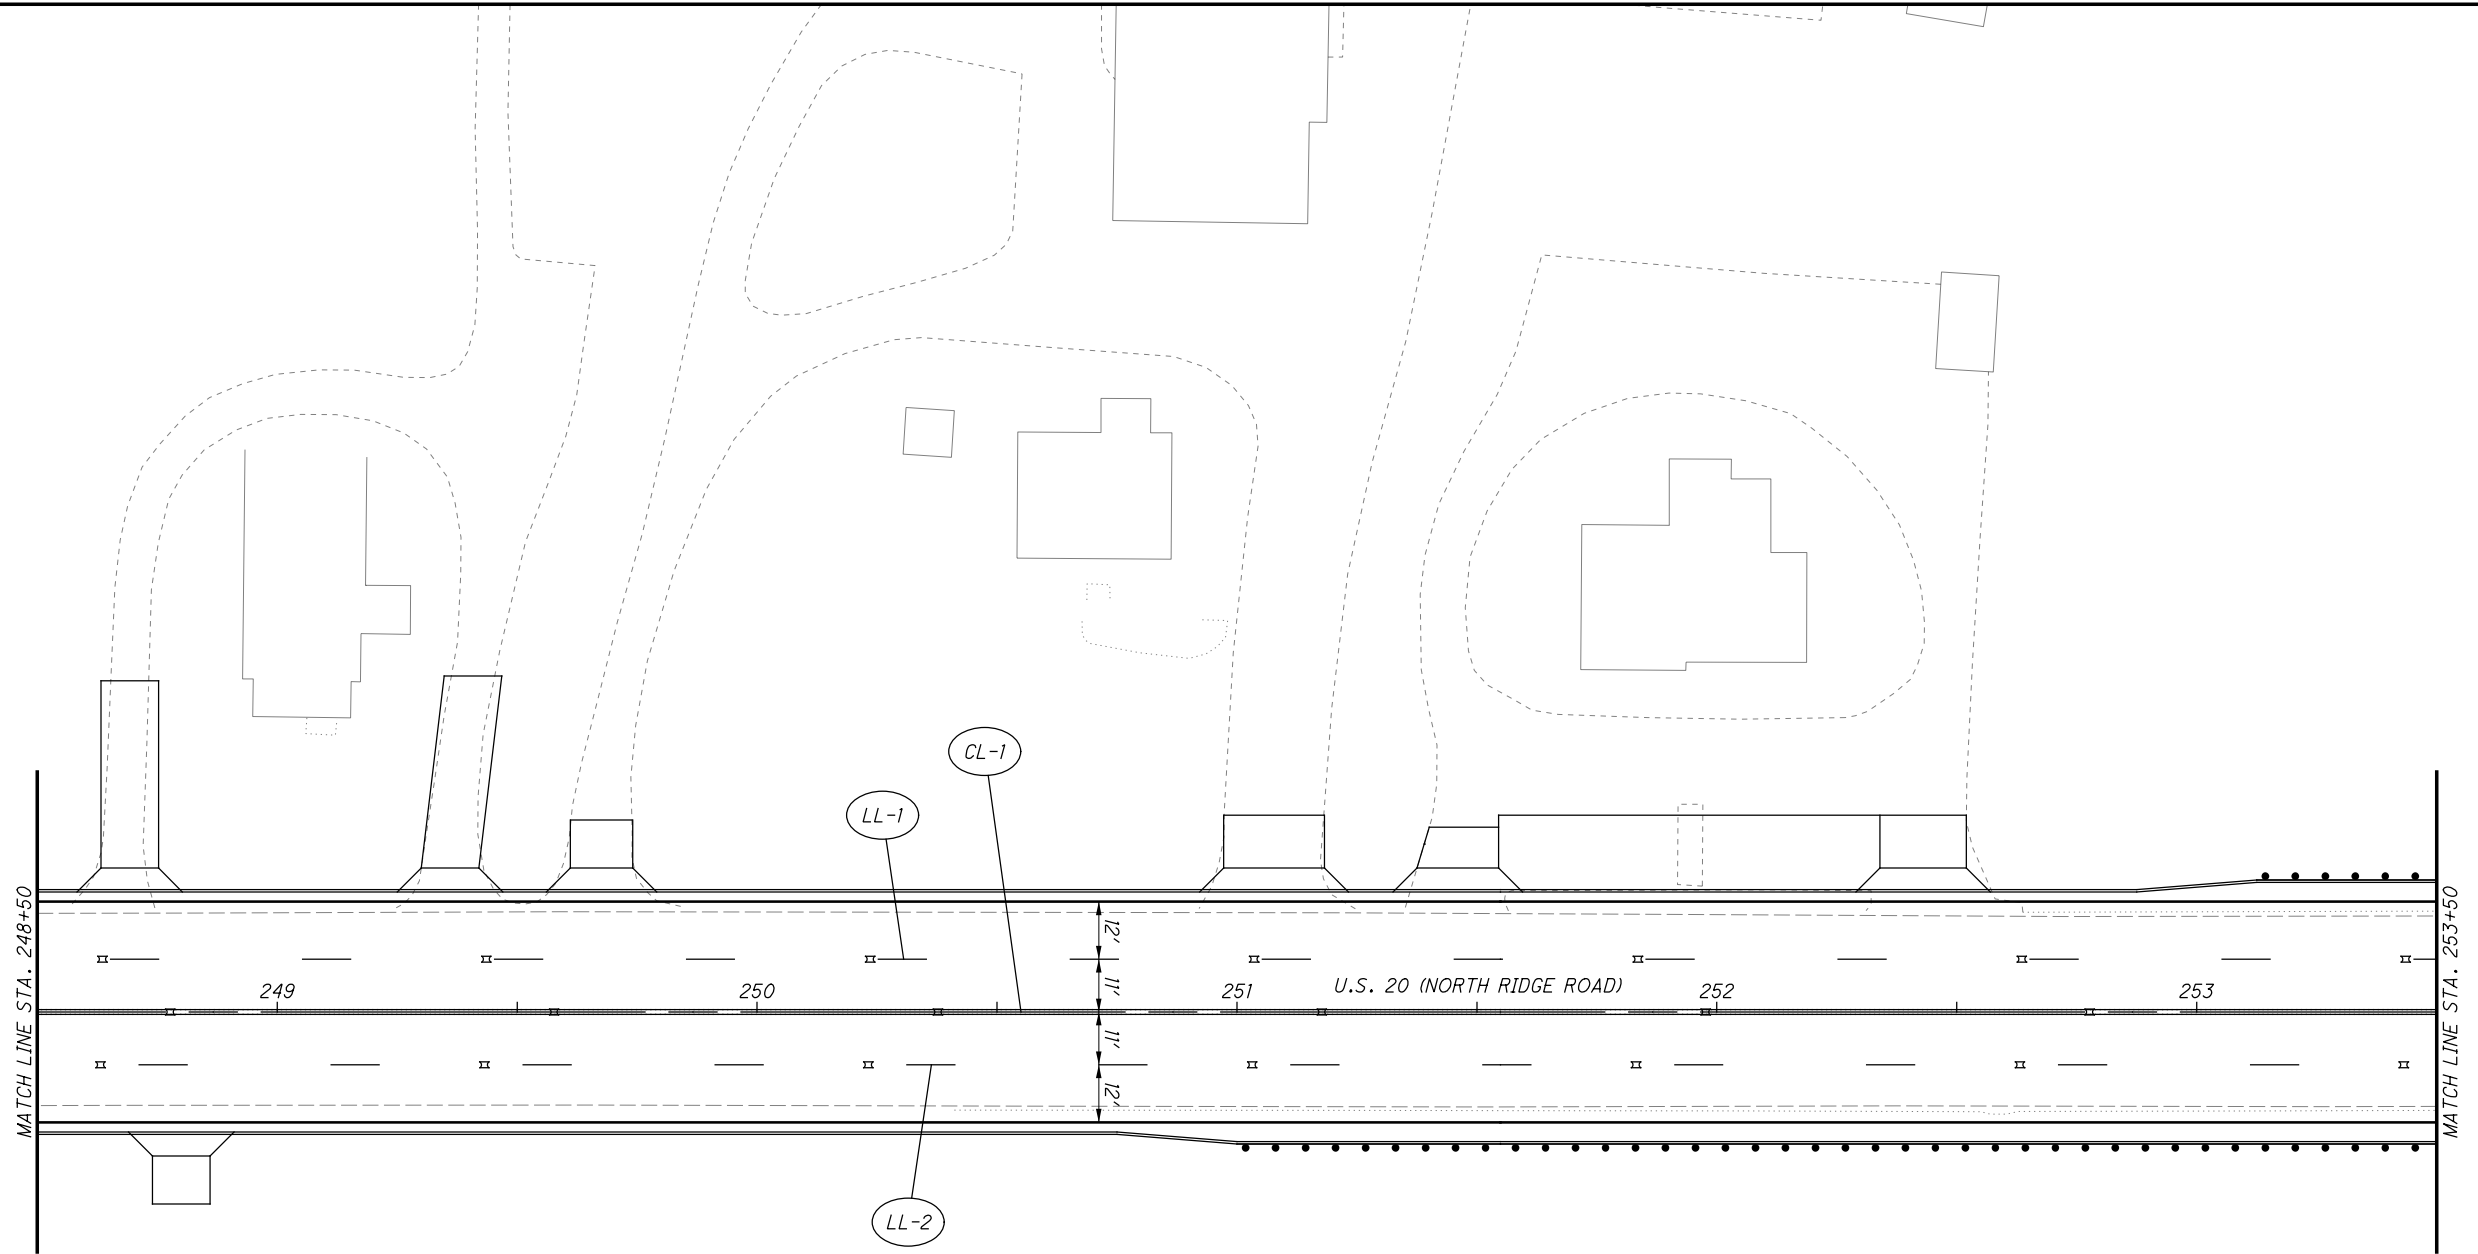 CL-1
LL-1
MATCH LINE STA. 248+50
MATCH LINE STA. 253+50
12'
11'
249
250
251
U.S. 20 (NORTH RIDGE ROAD)
252
253
11'
12'
LL-2